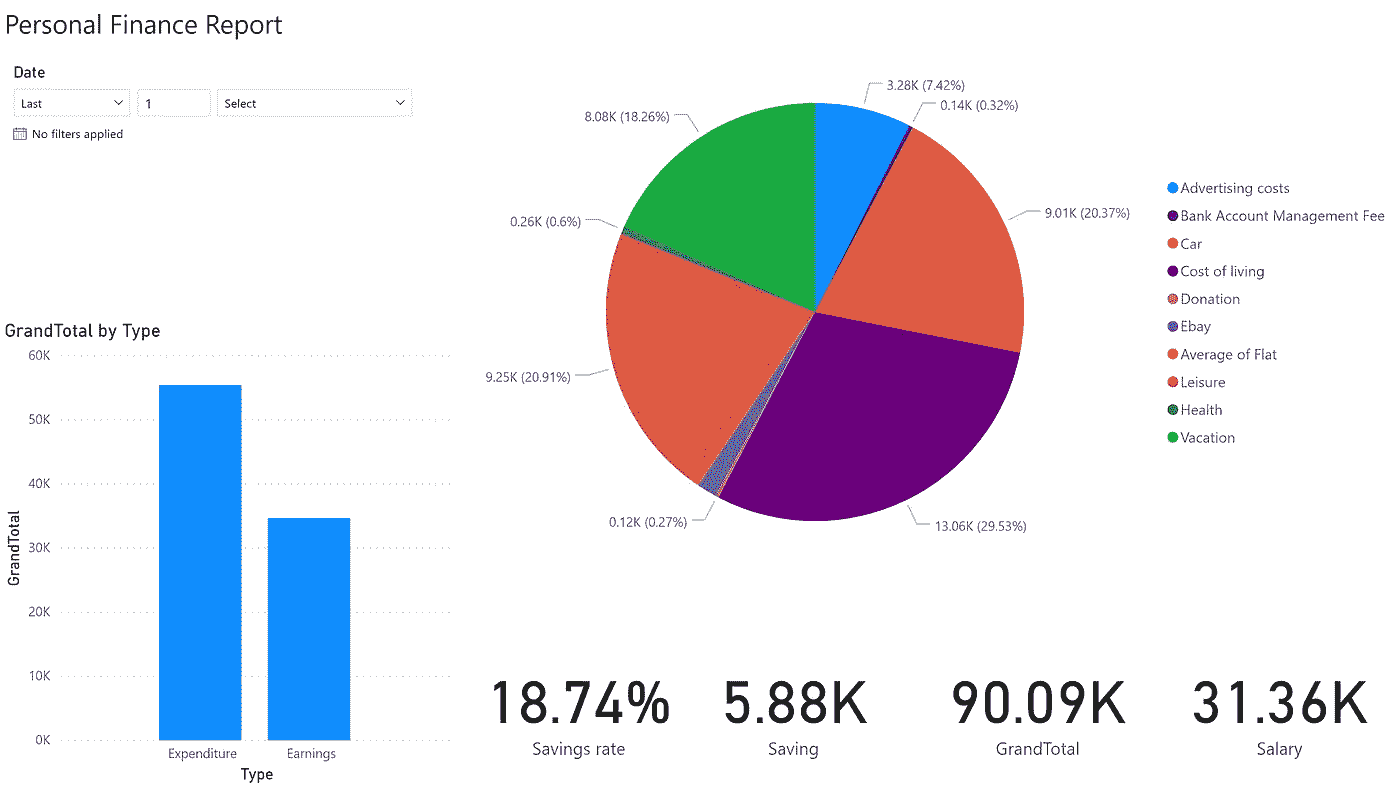 Personal Finance Report
Date
Last
1
Select
No filters applied
GrandTotal by Type
60K
50K
40K
30K
20K
10K
0K
GrandTotal
Expenditure
Earnings
Type
3.28K (7.42%)
0.14K (0.32%)
9.01K (20.37%)
13.06K (29.53%)
0.12K (0.27%)
9.25K (20.91%)
0.26K (0.6%)
8.08K (18.26%)
Advertising costs
Bank Account Management Fee
Car
Cost of living
Donation
Ebay
Average of Flat
Leisure
Health
Vacation
18.74%
Savings rate
5.88K
Saving
90.09K
GrandTotal
31.36K
Salary